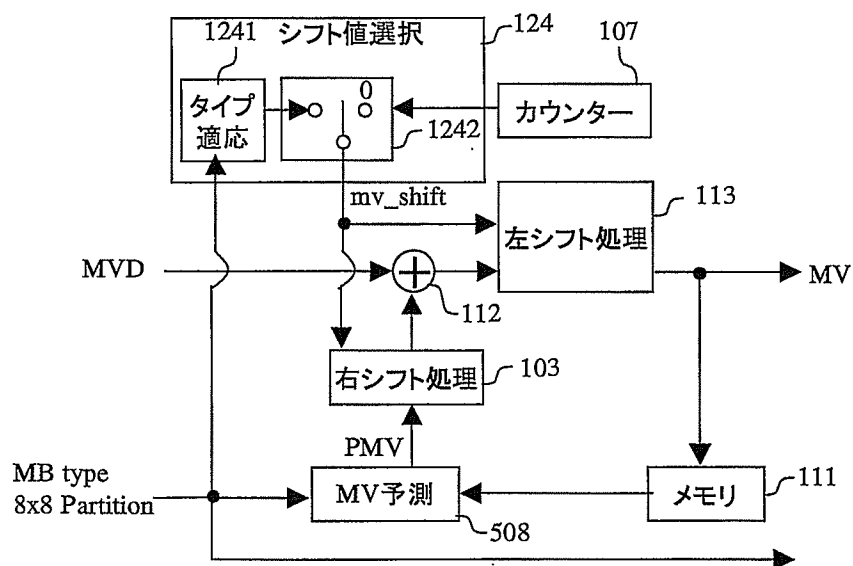 1241
シフト値選択
124
107
タイプ
適応
0
1242
カウンター
mv_shift
113
左シフト処理
MVD
112
MV
右シフト処理
103
PMV
MB type
8x8 Partition
MV予測
508
メモリ
111